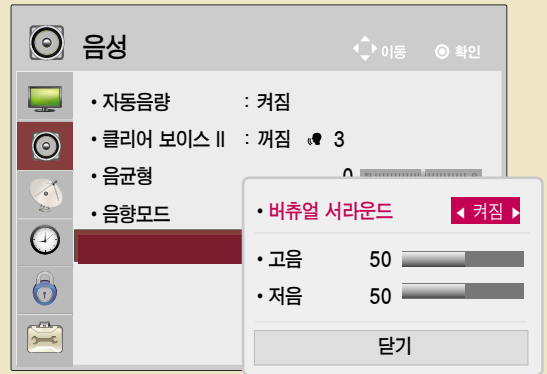 음성 이동 확인
• 자동음량 : 켜짐
• 클리어 보이스 II : 꺼짐 3
• 음균형 0
• 음향모드
• 버츄얼 서라운드 ◀ 켜짐 ▶
• 고음 50
• 저음 50
닫기